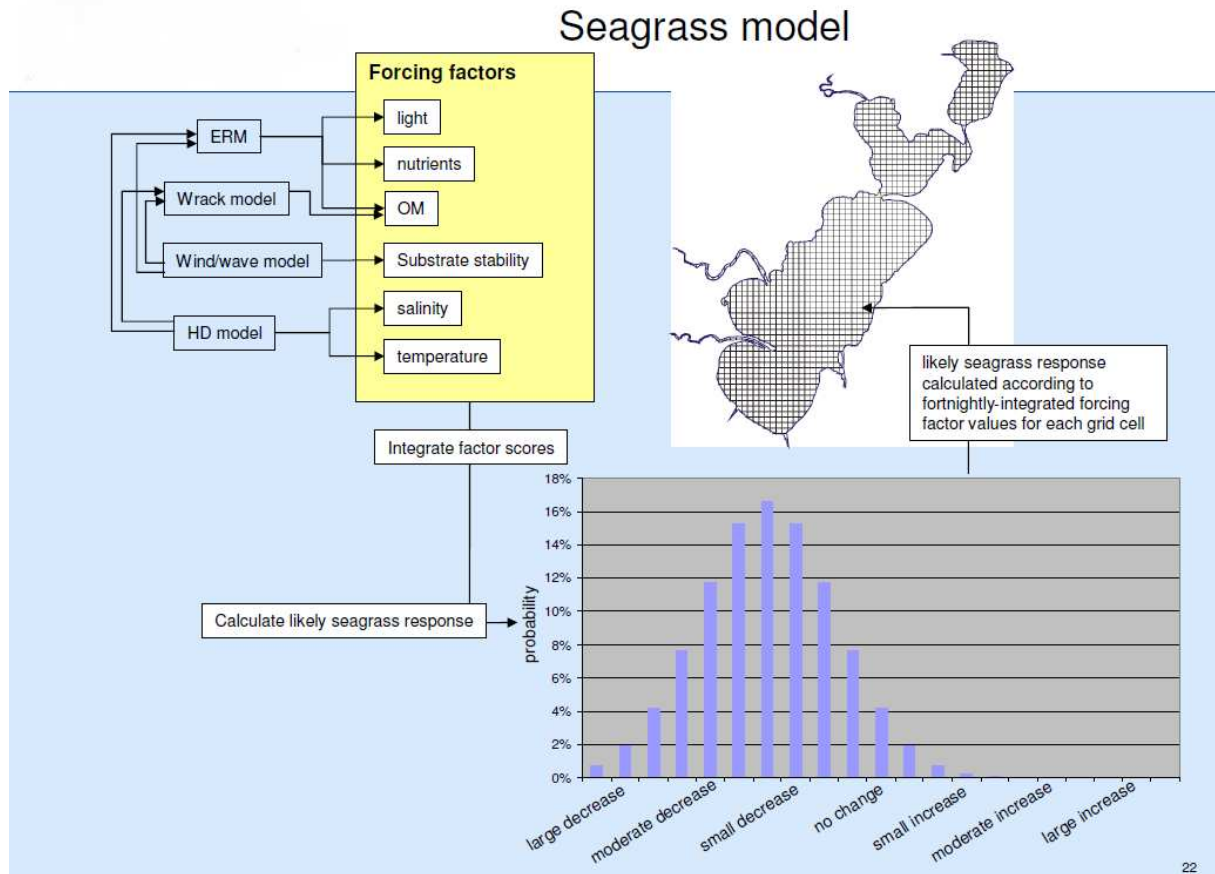 Seagrass model
Forcing factors
light
ERM
nutrients
Wrack model
OM
Wind/wave model
Substrate stability
salinity
HD model
temperature
likely seagrass response
calculated according to
fortnightly-integrated forcing
factor values for each grid cell
Integrate factor scores
Calculate likely seagrass response
probability
18%
16%
14%
12%
10%
8%
6%
4%
2%
0%
large decrease
moderate decrease
small decrease
no change
small increase
moderate increase
large increase
22